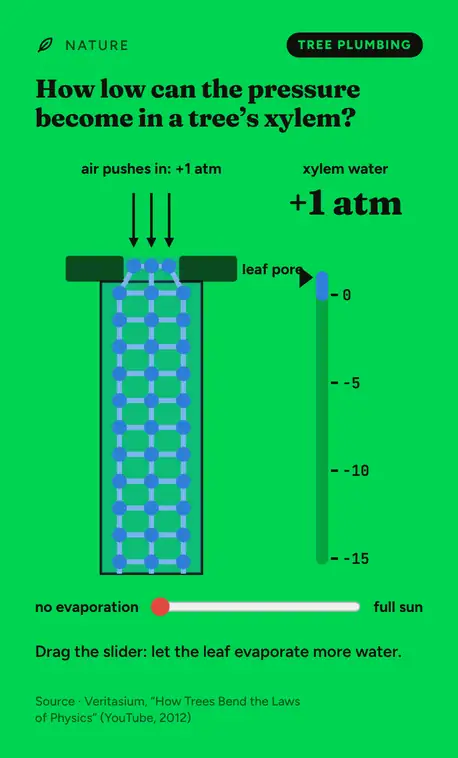 NATURE
TREE PLUMBING
How low can the pressure
become in a tree’s xylem?
air pushes in: +1 atm
xylem water
+1 atm
leaf pore
0
-5
-10
-15
no evaporation
full sun
Drag the slider: let the leaf evaporate more water.
Source · Veritasium, “How Trees Bend the Laws
of Physics” (YouTube, 2012)